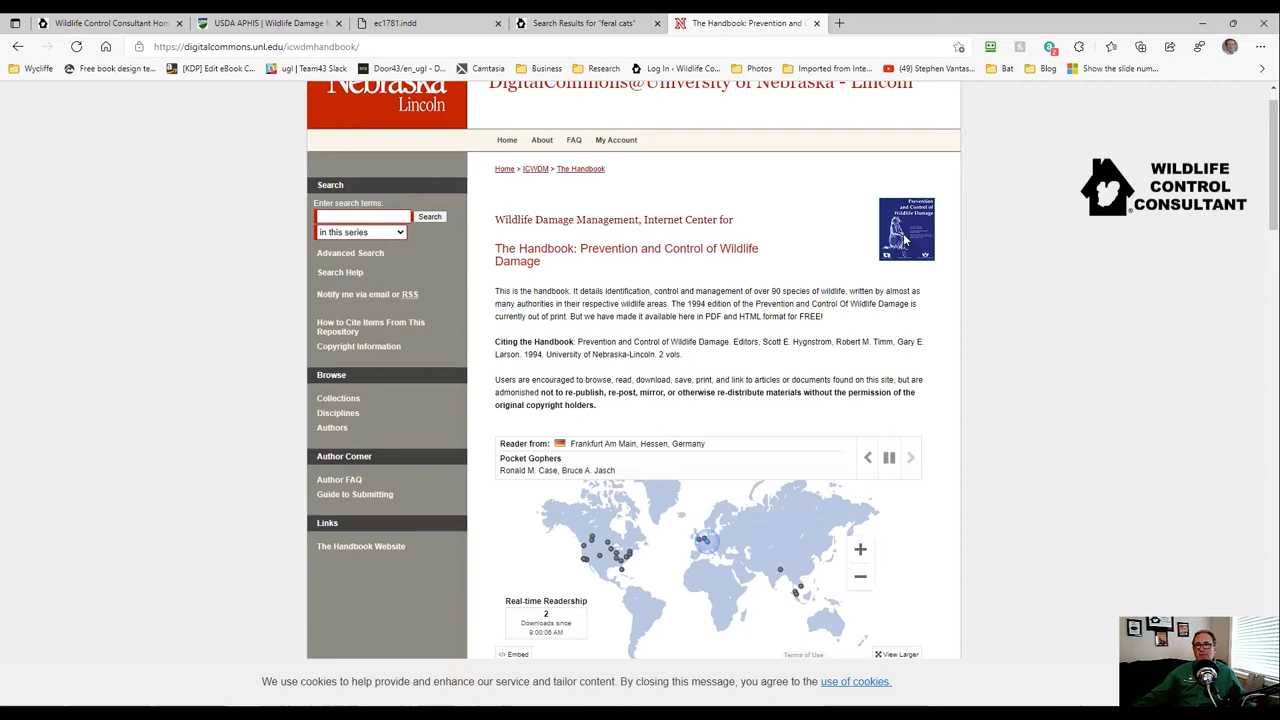 Wildlife Control Consultant Hom
USDA APHIS | Wildlife Damage M
ec1781.indd
Search Results for "feral cats"
The Handbook: Prevention and C
https://digitalcommons.unl.edu/icwdmhandbook/
Wycliffe
Free book design te...
[KDP] Edit eBook C...
ugl | Team43 Slack
Door43/en_ugl - D...
Camtasia
Business
Research
Log In ‹ Wildlife Co...
Photos
Imported from Inte...
(49) Stephen Vantas...
Bat
Blog
Show the slide num...
Nebraska
Lincoln
DigitalCommons@University of Nebraska - Lincoln
Home About FAQ My Account
Home > ICWDM > The Handbook
Search
Enter search terms:
Search
in this series
Advanced Search
Search Help
Notify me via email or RSS
How to Cite Items From This
Repository
Copyright Information
Browse
Collections
Disciplines
Authors
Author Corner
Author FAQ
Guide to Submitting
Links
The Handbook Website
Wildlife Damage Management, Internet Center for
The Handbook: Prevention and Control of Wildlife
Damage
Prevention
and Control of
Wildlife Damage
This is the handbook. It details identification, control and management of over 90 species of wildlife, written by almost as
many authorities in their respective wildlife areas. The 1994 edition of the Prevention and Control Of Wildlife Damage is
currently out of print. But we have made it available here in PDF and HTML format for FREE!
Citing the Handbook: Prevention and Control of Wildlife Damage. Editors, Scott E. Hygnstrom, Robert M. Timm, Gary E.
Larson. 1994. University of Nebraska-Lincoln. 2 vols.
Users are encouraged to browse, read, download, save, print, and link to articles or documents found on this site, but are
admonished not to re-publish, re-post, mirror, or otherwise re-distribute materials without the permission of the
original copyright holders.
Reader from: Frankfurt Am Main, Hessen, Germany
Pocket Gophers
Ronald M. Case, Bruce A. Jasch
Real-time Readership
2
Downloads since
9:00:06 AM
Embed
Terms of Use
View Larger
We use cookies to help provide and enhance our service and tailor content. By closing this message, you agree to the use of cookies.
WILDLIFE
CONTROL
CONSULTANT